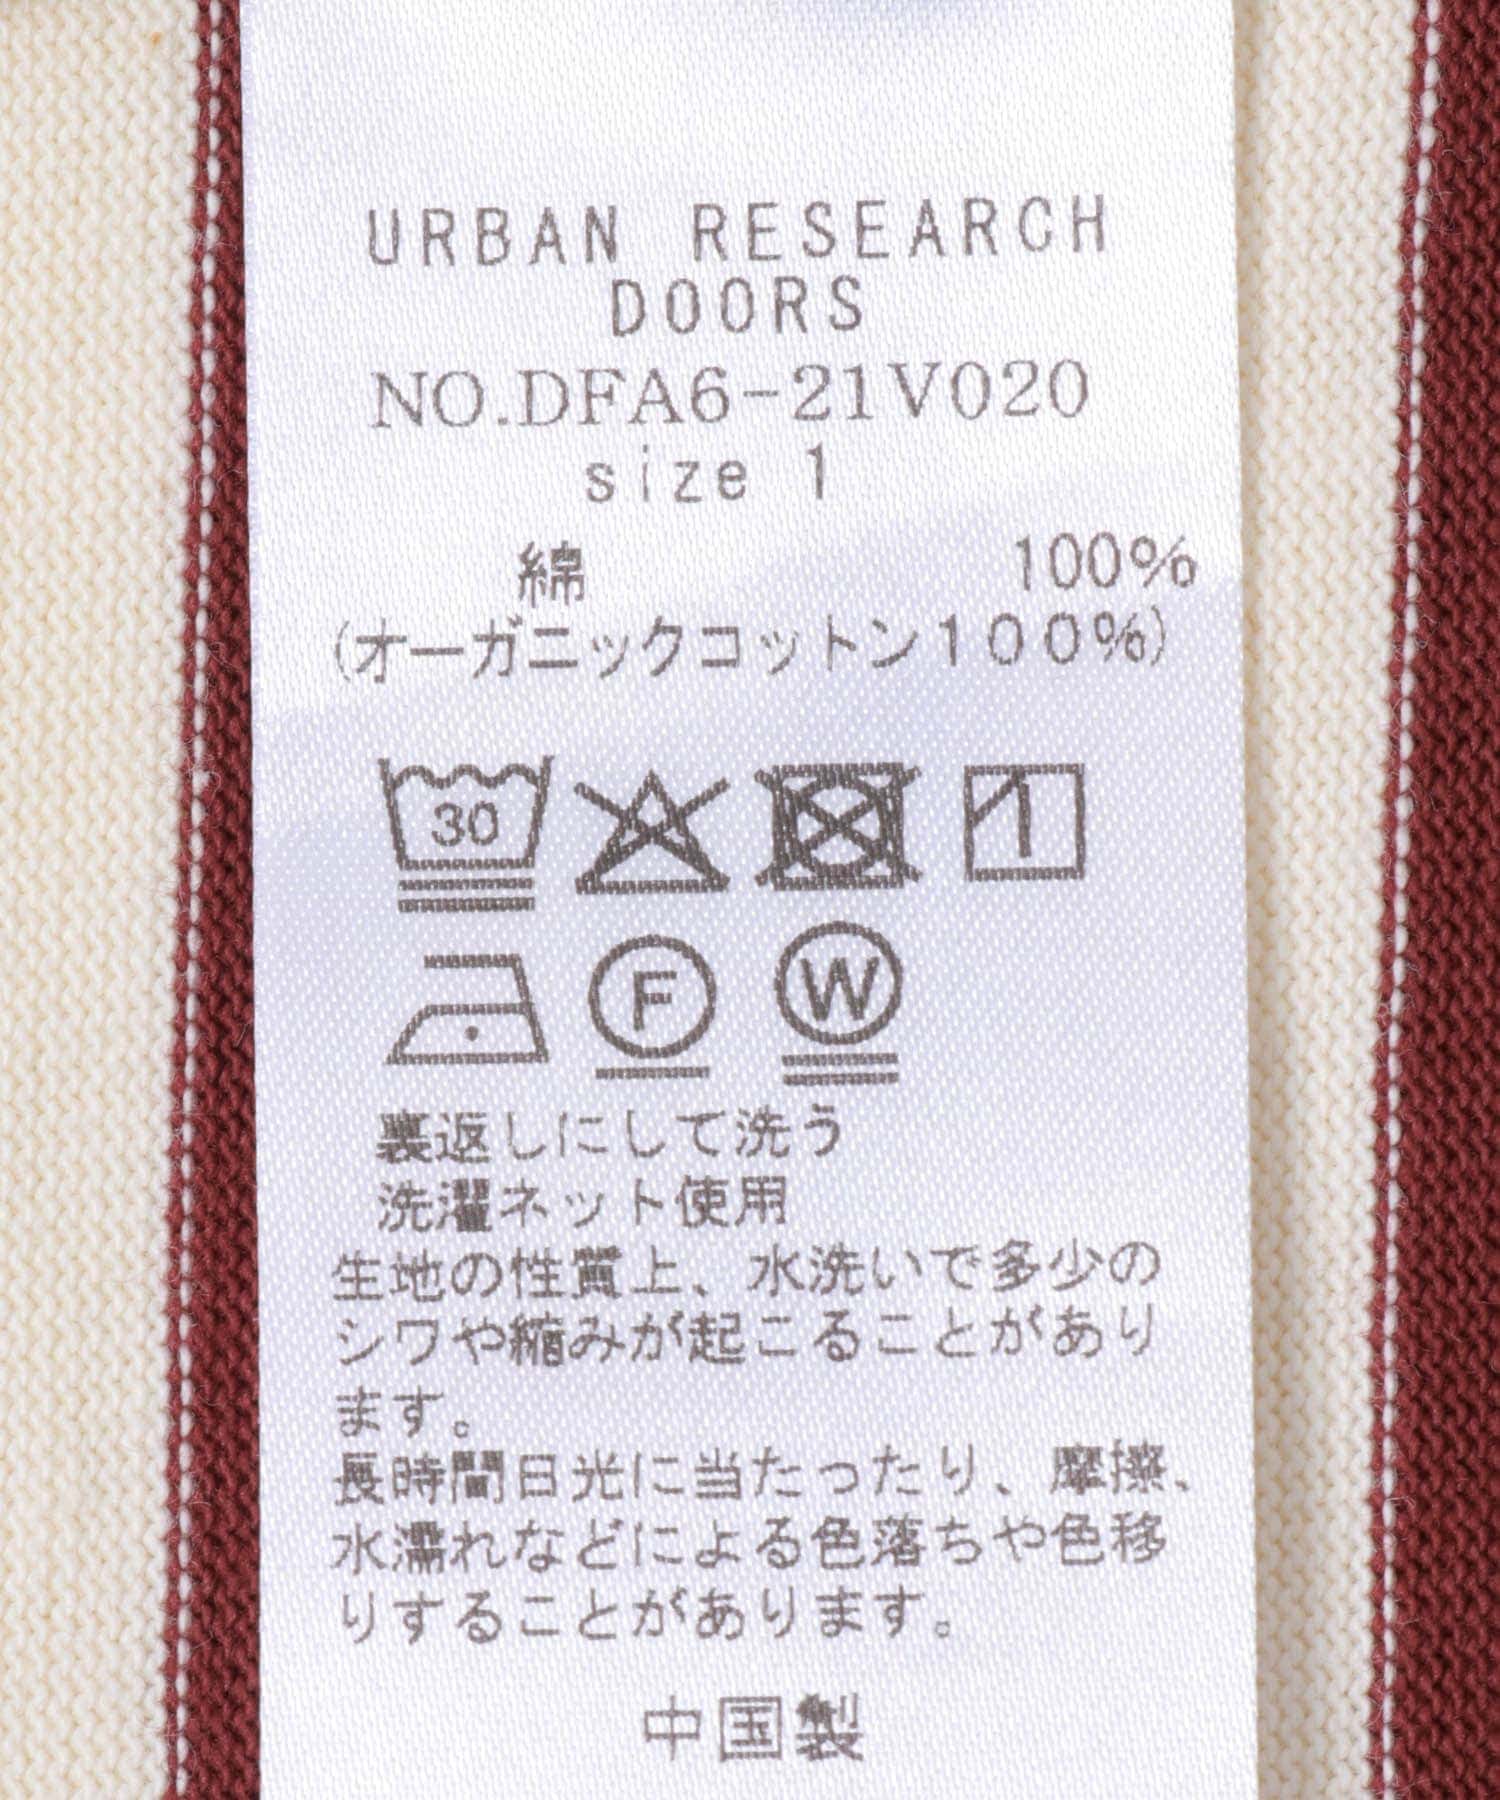 URBAN RESEARCH
DOORS
NO.DFA6-21V020
size 1
綿 100%
(オーガニックコットン100%)
30
F
W
裏返しにして洗う
洗濯ネット使用
生地の性質上、水洗いで多少の
シワや縮みが起こることがあり
ます。
長時間日光に当たったり、摩擦、
水濡れなどによる色落ちや色移
りすることがあります。
中国製